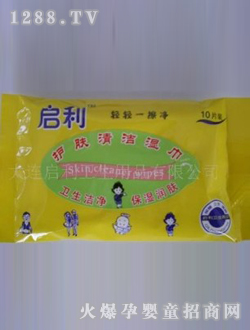 1288.TV
启利
轻轻一擦净
10片装
护肤清洁湿巾
Skin cleaner wipes
卫生洁净 保湿润肤
火爆孕婴童招商网